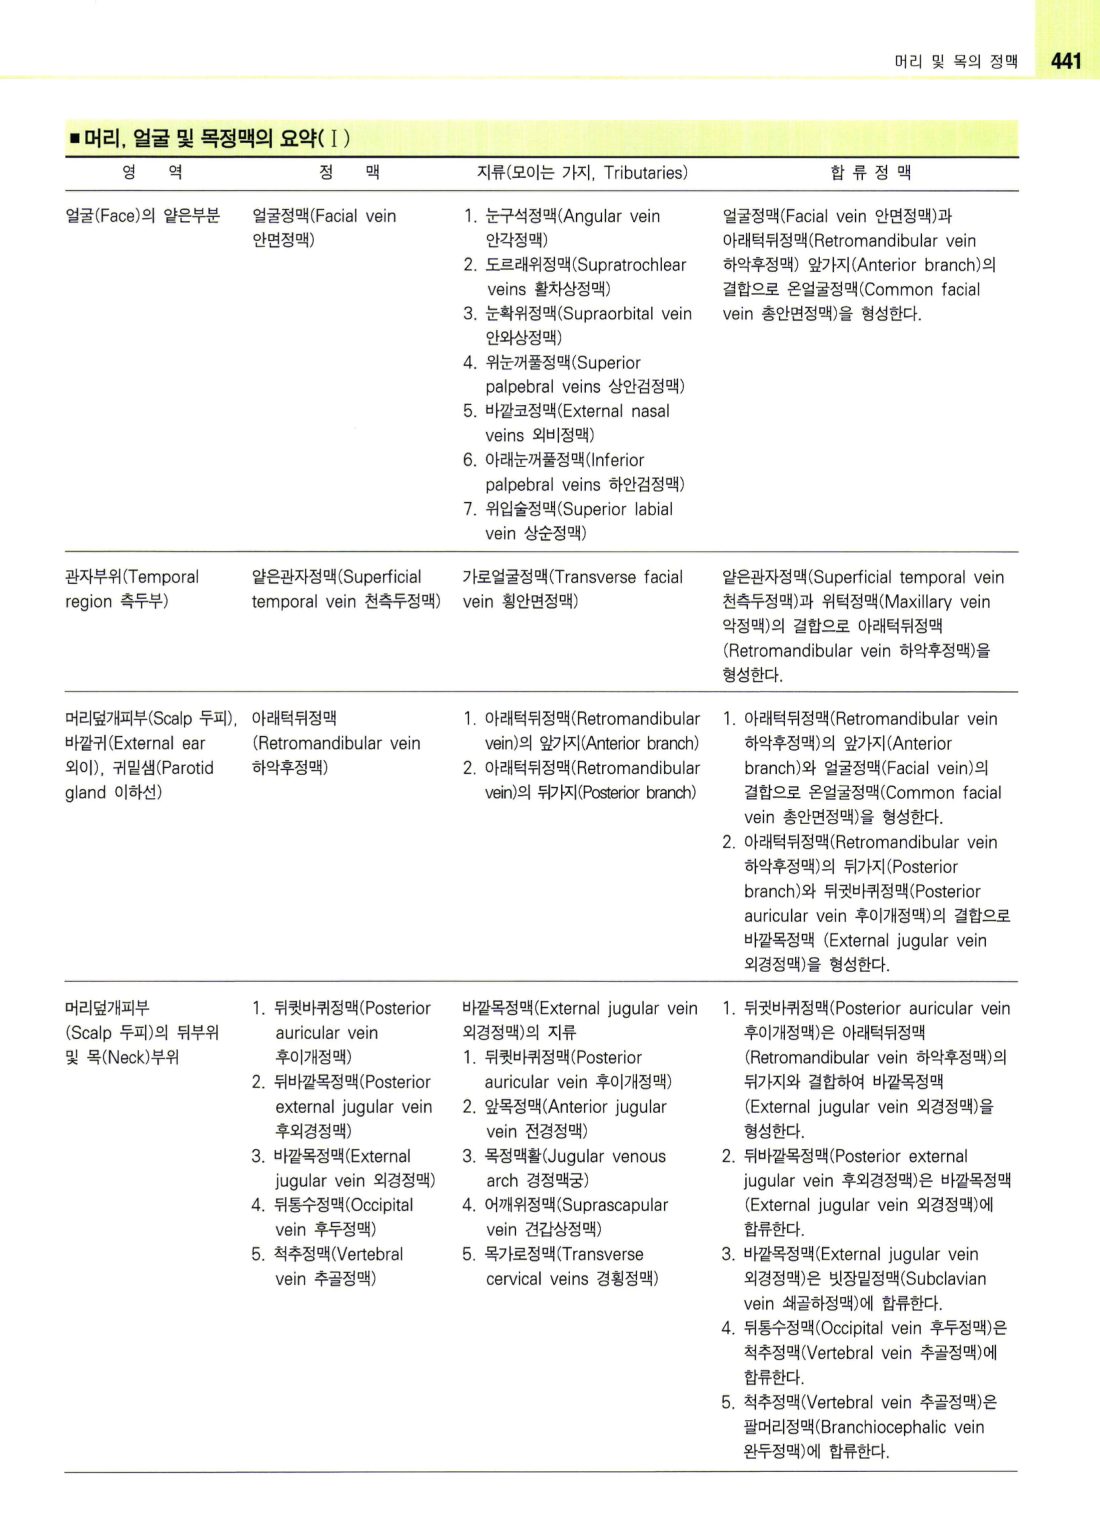 머리 및 목의 정맥 441
■ 머리, 얼굴 및 목정맥의 요약(Ⅰ)
영 역 정 맥 지류(모이는 가지, Tributaries) 합 류 정 맥
얼굴(Face)의 얕은부분
얼굴정맥(Facial vein
안면정맥)
1. 눈구석정맥(Angular vein
안각정맥)
2. 도르래위정맥(Supratrochlear
veins 활차상정맥)
3. 눈확위정맥(Supraorbital vein
안와상정맥)
4. 위눈꺼풀정맥(Superior
palpebral veins 상안검정맥)
5. 바깥코정맥(External nasal
veins 외비정맥)
6. 아래눈꺼풀정맥(Inferior
palpebral veins 하안검정맥)
7. 위입술정맥(Superior labial
vein 상순정맥)
얼굴정맥(Facial vein 안면정맥)과
아래턱뒤정맥(Retromandibular vein
하악후정맥) 앞가지(Anterior branch)의
결합으로 온얼굴정맥(Common facial
vein 총안면정맥)을 형성한다.
관자부위(Temporal
region 측두부)
얕은관자정맥(Superficial
temporal vein 천측두정맥)
가로얼굴정맥(Transverse facial
vein 횡안면정맥)
얕은관자정맥(Superficial temporal vein
천측두정맥)과 위턱정맥(Maxillary vein
악정맥)의 결합으로 아래턱뒤정맥
(Retromandibular vein 하악후정맥)을
형성한다.
머리덮개피부(Scalp 두피),
바깥귀(External ear
외이), 귀밑샘(Parotid
gland 이하선)
아래턱뒤정맥
(Retromandibular vein
하악후정맥)
1. 아래턱뒤정맥(Retromandibular
vein)의 앞가지(Anterior branch)
2. 아래턱뒤정맥(Retromandibular
vein)의 뒤가지(Posterior branch)
1. 아래턱뒤정맥(Retromandibular vein
하악후정맥)의 앞가지(Anterior
branch)와 얼굴정맥(Facial vein)의
결합으로 온얼굴정맥(Common facial
vein 총안면정맥)을 형성한다.
2. 아래턱뒤정맥(Retromandibular vein
하악후정맥)의 뒤가지(Posterior
branch)와 뒤귓바퀴정맥(Posterior
auricular vein 후이개정맥)의 결합으로
바깥목정맥 (External jugular vein
외경정맥)을 형성한다.
머리덮개피부
(Scalp 두피)의 뒤부위
및 목(Neck)부위
1. 뒤큇바퀴정맥(Posterior
auricular vein
후이개정맥)
2. 뒤바깥목정맥(Posterior
external jugular vein
후외경정맥)
3. 바깥목정맥(External
jugular vein 외경정맥)
4. 뒤통수정맥(Occipital
vein 후두정맥)
5. 척추정맥(Vertebral
vein 추골정맥)
바깥목정맥(External jugular vein
외경정맥)의 지류
1. 뒤큇바퀴정맥(Posterior
auricular vein 후이개정맥)
2. 앞목정맥(Anterior jugular
vein 전경정맥)
3. 목정맥활(Jugular venous
arch 경정맥궁)
4. 어깨위정맥(Suprascapular
vein 견갑상정맥)
5. 목가로정맥(Transverse
cervical veins 경횡정맥)
1. 뒤귓바퀴정맥(Posterior auricular vein
후이개정맥)은 아래턱뒤정맥
(Retromandibular vein 하악후정맥)의
뒤가지와 결합하여 바깥목정맥
(External jugular vein 외경정맥)을
형성한다.
2. 뒤바깥목정맥(Posterior external
jugular vein 후외경정맥)은 바깥목정맥
(External jugular vein 외경정맥)에
합류한다.
3. 바깥목정맥(External jugular vein
외경정맥)은 빗장밑정맥(Subclavian
vein 쇄골하정맥)에 합류한다.
4. 뒤통수정맥(Occipital vein 후두정맥)은
척추정맥(Vertebral vein 추골정맥)에
합류한다.
5. 척추정맥(Vertebral vein 추골정맥)은
팔머리정맥(Branchiocephalic vein
완두정맥)에 합류한다.